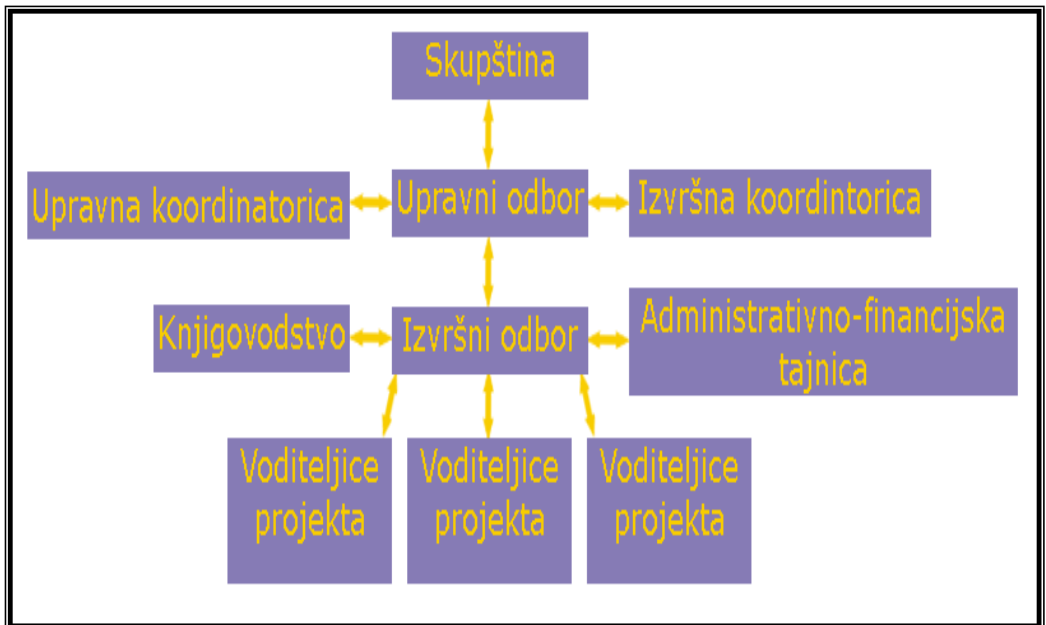 Skupština
Upravna koordinatorica
Upravni odbor
Izvršna koordintorica
Knjigovodstvo
Izvršni odbor
Administrativno-financijska
tajnica
Voditeljice
projekta
Voditeljice
projekta
Voditeljice
projekta